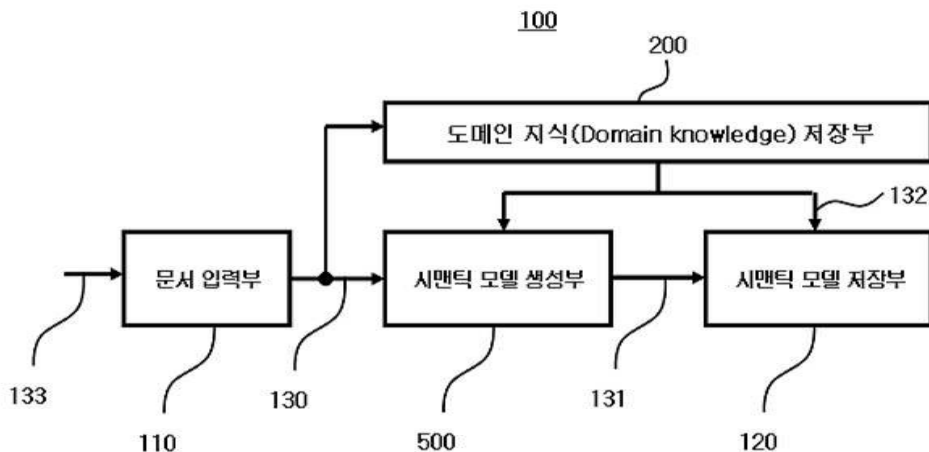 100
200
도메인 지식(Domain knowledge) 저장부
132
문서 입력부
시맨틱 모델 생성부
시맨틱 모델 저장부
133
130
131
110
500
120